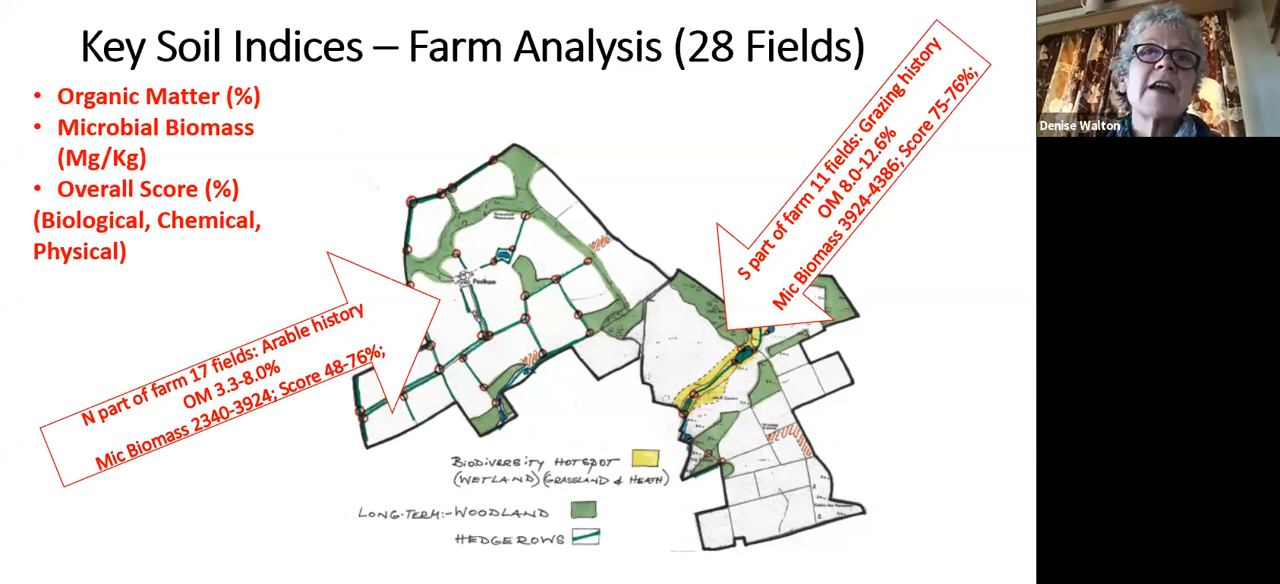 Key Soil Indices – Farm Analysis (28 Fields)
• Organic Matter (%)
• Microbial Biomass
(Mg/Kg)
• Overall Score (%)
(Biological, Chemical,
Physical)
S part of farm 11 fields: Grazing history
OM 8.0-12.6%
Mic Biomass 3924-4386; Score 75-76%;
Denise Walton
N part of farm 17 fields: Arable history
OM 3.3-8.0%
Mic Biomass 2340-3924; Score 48-76%;
BIODIVERSITY HOTSPOT
(WETLAND) (GRASSLAND & HEATH)
LONG-TERM:-WOODLAND
HEDGEROWS